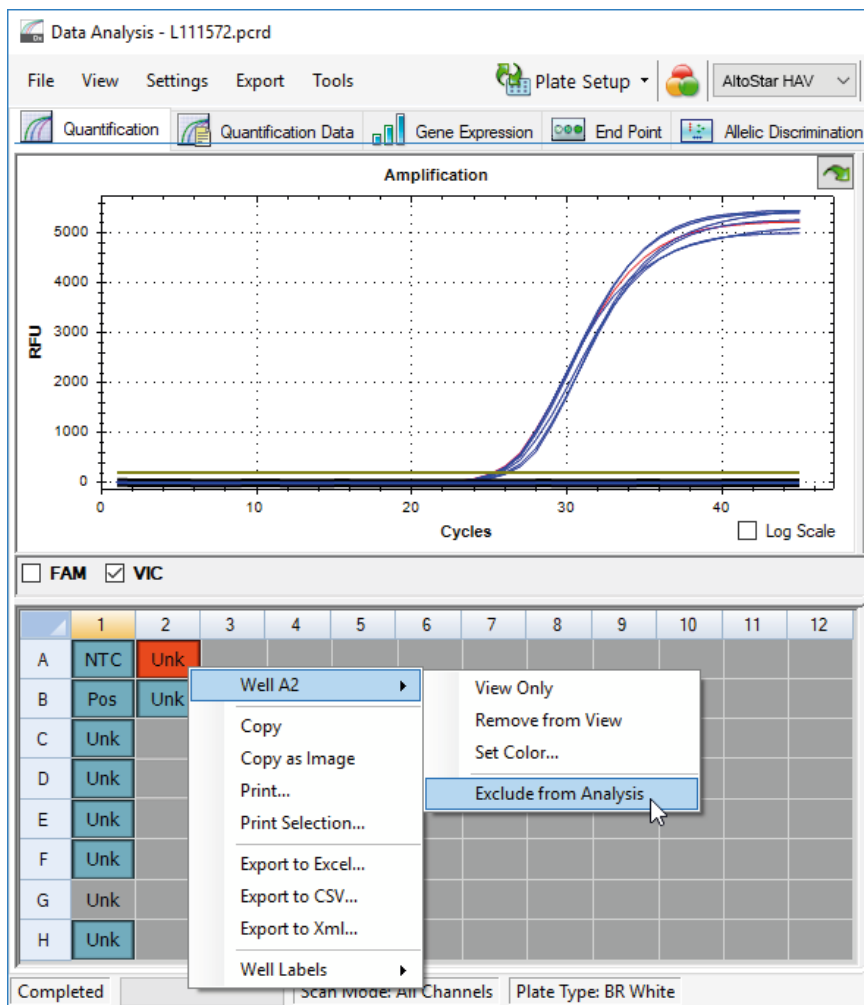 Data Analysis - L111572.pcrd
File View Settings Export Tools Plate Setup AltoStar HAV
Quantification Quantification Data Gene Expression End Point Allelic Discrimination
Amplification
5000
4000
3000
2000
1000
0
RFU
0 10 20 30 40
Cycles
Log Scale
FAM VIC
1 2 3 4 5 6 7 8 9 10 11 12
A NTC Unk
B Pos Unk
C Unk
D Unk
E Unk
F Unk
G Unk
H Unk
Well A2
Copy
Copy as Image
Print...
Print Selection...
Export to Excel...
Export to CSV...
Export to Xml...
Well Labels
View Only
Remove from View
Set Color...
Exclude from Analysis
Completed Scan Mode: All Channels Plate Type: BR White